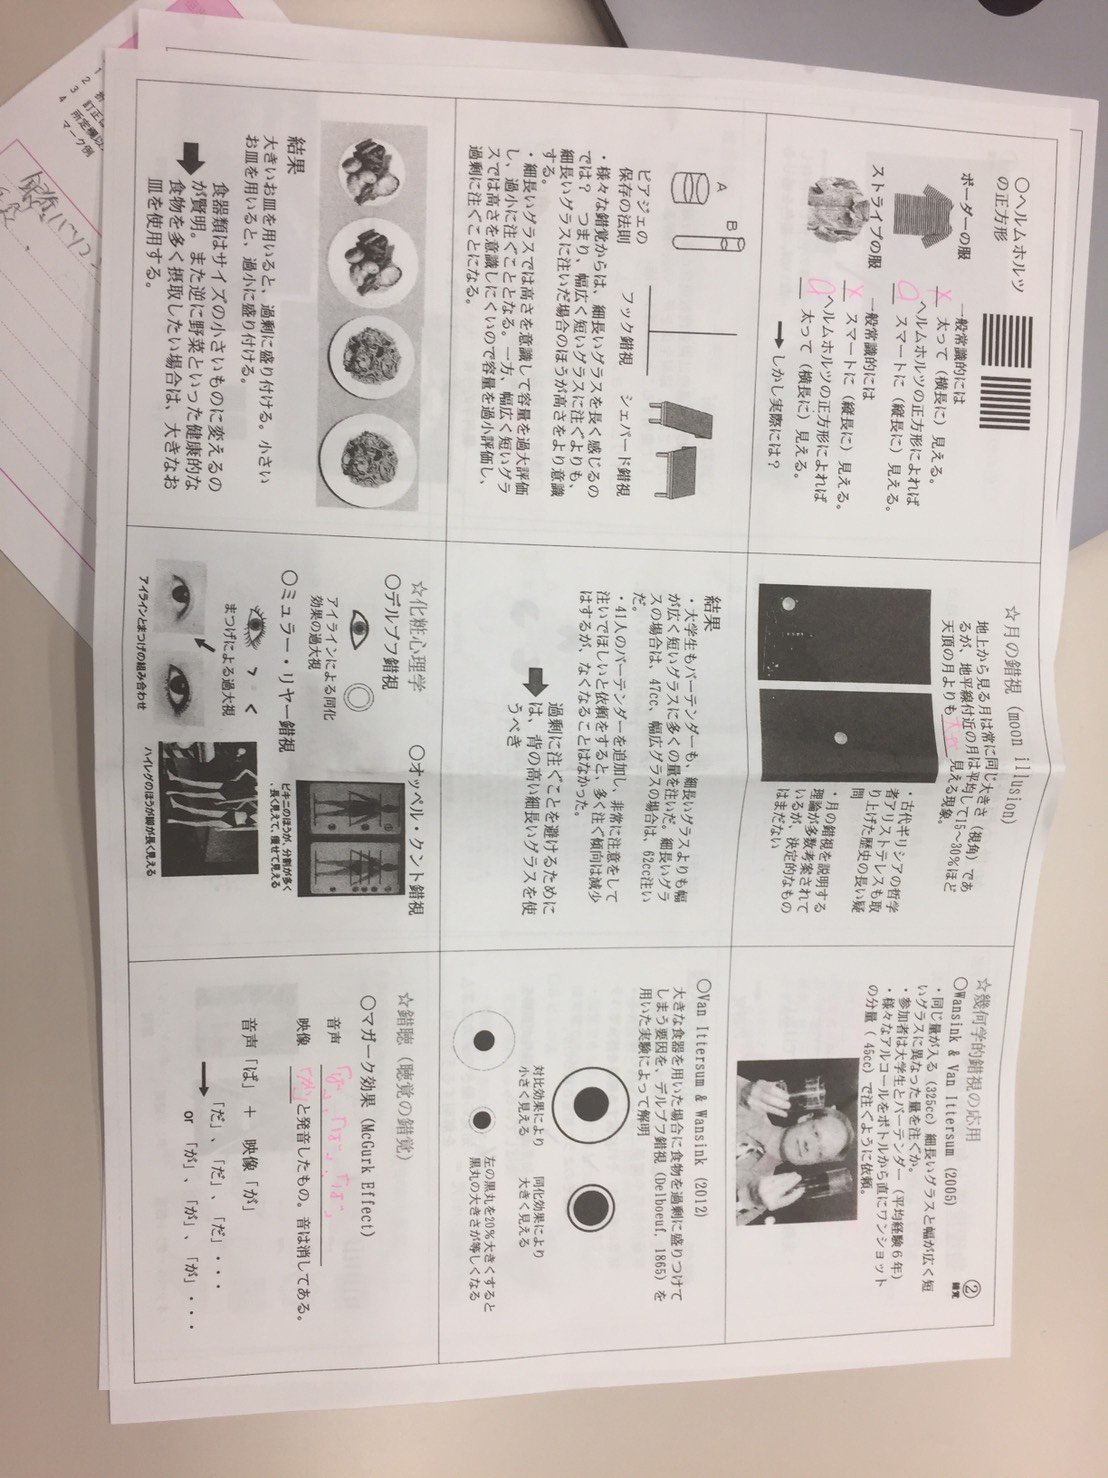 ○ヘルムホルツ
の正方形
ボーダーの服
一般常識的には
× 太って(横長に)見える。
ヘルムホルツの正方形によれば
○ スマートに(縦長に)見える。
ストライプの服
一般常識的には
× スマートに(縦長に)見える。
ヘルムホルツの正方形によれば
○ 太って(横長に)見える。
➡しかし実際には?
☆月の錯視 (moon illusion)
地上から見る月は常に同じ大きさ(視角)であ
るが、地平線付近の月は平均して15〜30%ほど
天頂の月よりも 見える現象。
・古代ギリシアの哲学
者アリストテレスも取
り上げた歴史の長い疑
問
・月の錯視を説明する
理論が多数考案されて
いるが、決定的なもの
はまだない
☆幾何学的錯視の応用
②
錯覚
○Wansink & Van Ittersum (2005)
・同じ量が入る(325cc)細長いグラスと幅が広く短
いグラスに異なった量を注ぐか。
・参加者は大学生とバーテンダー(平均経験6年)
・様々なアルコールをボトルから直にワンショット
の分量(45cc)で注ぐように依頼。
A
B
ピアジェの
保存の法則
フック錯視
シェパード錯視
・様々な錯覚からは、細長いグラスを長く感じるの
では? つまり、幅広く短いグラスに注ぐよりも、
細長いグラスに注いだ場合のほうが高さをより意識
する。
・細長いグラスでは高さを意識して容量を過大評価
し、過小に注ぐこととなる。一方、幅広く短いグラ
スでは高さを意識しにくいので容量を過小評価し、
過剰に注ぐことになる。
結果
・大学生もバーテンダーも、細長いグラスよりも幅
が広く短いグラスに多くの量を注いだ。細長いグラ
スの場合は、47cc、幅広グラスの場合は、62cc注い
だ。
・41人のバーテンダーを追加し、非常に注意をして
注いでほしいと依頼をすると、多く注ぐ傾向は減少
はするが、なくなることはなかった。
過剰に注ぐことを避けるために
は、背の高い細長いグラスを使
うべき
○Van Ittersum & Wansink (2012)
大きな食器を用いた場合に食物を過剰に盛りつけて
しまう要因を、デルブフ錯視(Delboeuf, 1865)を
用いた実験によって解明
対比効果により
小さく見える
同化効果により
大きく見える
左の黒丸を20%大きくすると
黒丸の大きさが等しくなる
結果
大きいお皿を用いると、過剰に盛り付ける。小さい
お皿を用いると、過小に盛り付ける。
食器類はサイズの小さいものに変えるの
が賢明。また逆に野菜といった健康的な
食物を多く摂取したい場合は、大きなお
皿を使用する。
☆化粧心理学
○デルブフ錯視
アイラインによる同化
効果の過大視
○ミュラー・リヤー錯視
まつげによる過大視
アイラインとまつげの組み合わせ
○オッペル・クント錯視
ビキニのほうが、分割が多く
、長く見えて、痩せて見える
ハイレグのほうが脚が長く見える
☆錯聴(聴覚の錯覚)
○マガーク効果(McGurk Effect)
音声 「ば」、「ば」、「ば」
映像 「が」と発音したもの。音は消してある。
音声「ば」 + 映像「が」
➡ 「だ」、「だ」、「だ」・・・
or 「が」、「が」、「が」・・・
マーク例